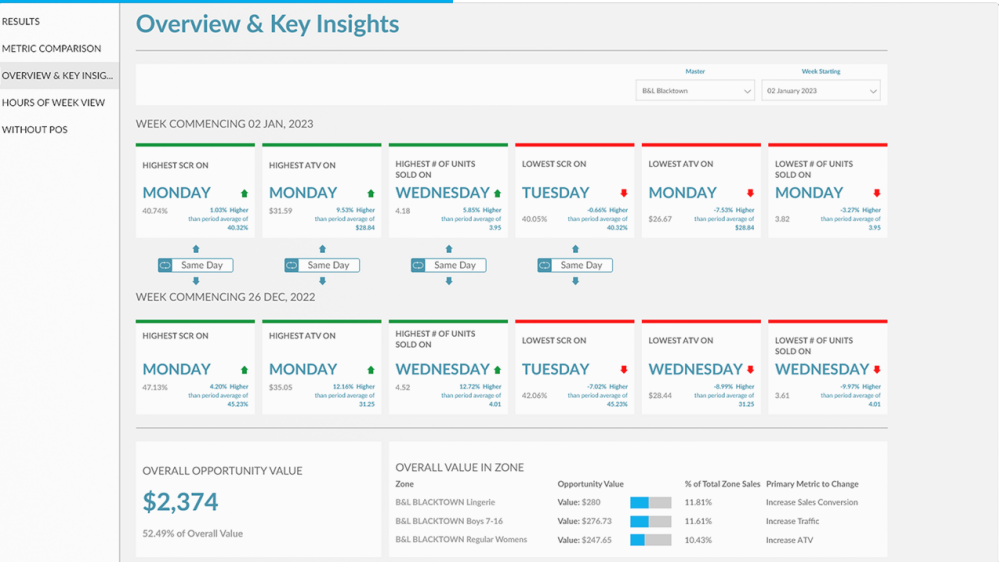 RESULTS
METRIC COMPARISON
OVERVIEW & KEY INSIG...
HOURS OF WEEK VIEW
WITHOUT POS
Overview & Key Insights
Master
Week Starting
B&L Blacktown
02 January 2023
WEEK COMMENCING 02 JAN, 2023
HIGHEST SCR ON
MONDAY
40.74%
1.03% Higher
than period average of
40.32%
HIGHEST ATV ON
MONDAY
$31.59
9.53% Higher
than period average of
$28.84
HIGHEST # OF UNITS
SOLD ON
WEDNESDAY
4.18
5.85% Higher
than period average of
3.95
LOWEST SCR ON
TUESDAY
40.05%
-0.66% Higher
than period average of
40.32%
LOWEST ATV ON
MONDAY
$26.67
-7.53% Higher
than period average of
$28.84
LOWEST # OF UNITS
SOLD ON
MONDAY
3.82
-3.27% Higher
than period average of
3.95
Same Day
Same Day
Same Day
Same Day
WEEK COMMENCING 26 DEC, 2022
HIGHEST SCR ON
MONDAY
47.13%
4.20% Higher
than period average of
45.23%
HIGHEST ATV ON
MONDAY
$35.05
12.16% Higher
than period average of
31.25
HIGHEST # OF UNITS
SOLD ON
WEDNESDAY
4.52
12.72% Higher
than period average of
4.01
LOWEST SCR ON
TUESDAY
42.06%
-7.02% Higher
than period average of
45.23%
LOWEST ATV ON
WEDNESDAY
$28.44
-8.99% Higher
than period average of
31.25
LOWEST # OF UNITS
SOLD ON
WEDNESDAY
3.61
-9.97% Higher
than period average of
4.01
OVERALL OPPORTUNITY VALUE
$2,374
52.49% of Overall Value
OVERALL VALUE IN ZONE
Zone Opportunity Value % of Total Zone Sales Primary Metric to Change
B&L BLACKTOWN Lingerle Value: $280 11.81% Increase Sales Conversion
B&L BLACKTOWN Boys 7-16 Value: $276.73 11.61% Increase Traffic
B&L BLACKTOWN Regular Womens Value: $247.65 10.43% Increase ATV